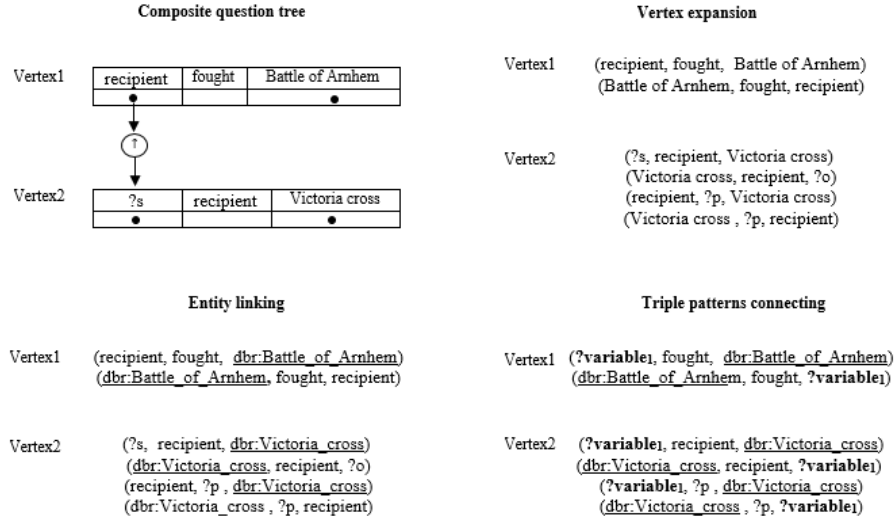 Composite question tree
Vertex1
recipient fought Battle of Arnhem
↑
Vertex2
?s recipient Victoria cross
Vertex expansion
Vertex1
(recipient, fought, Battle of Arnhem)
(Battle of Arnhem, fought, recipient)
Vertex2
(?s, recipient, Victoria cross)
(Victoria cross, recipient, ?o)
(recipient, ?p, Victoria cross)
(Victoria cross , ?p, recipient)
Entity linking
Vertex1
(recipient, fought, dbr:Battle_of_Arnhem)
(dbr:Battle_of_Arnhem, fought, recipient)
Vertex2
(?s, recipient, dbr:Victoria_cross)
(dbr:Victoria_cross, recipient, ?o)
(recipient, ?p , dbr:Victoria_cross)
(dbr:Victoria_cross , ?p, recipient)
Triple patterns connecting
Vertex1
(?variable1, fought, dbr:Battle_of_Arnhem)
(dbr:Battle_of_Arnhem, fought, ?variable1)
Vertex2
(?variable1, recipient, dbr:Victoria_cross)
(dbr:Victoria_cross, recipient, ?variable1)
(?variable1, ?p , dbr:Victoria_cross)
(dbr:Victoria_cross , ?p, ?variable1)